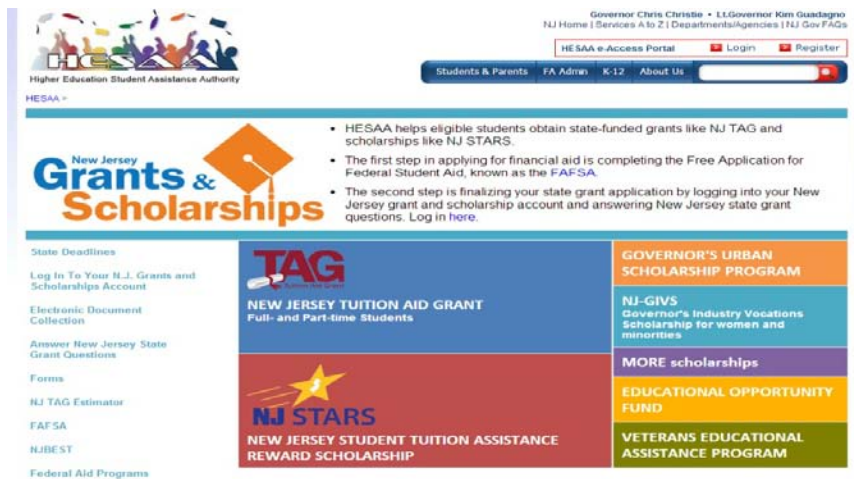 Governor Chris Christie • Lt.Governor Kim Guadagno
NJ Home | Services A to Z | Departments/Agencies | NJ Gov FAQs
HESAA
Higher Education Student Assistance Authority
HESAA e-Access Portal Login Register
Students & Parents FA Admin K-12 About Us
HESAA »
New Jersey
Grants &
Scholarships
• HESAA helps eligible students obtain state-funded grants like NJ TAG and
scholarships like NJ STARS.
• The first step in applying for financial aid is completing the Free Application for
Federal Student Aid, known as the FAFSA.
• The second step is finalizing your state grant application by logging into your New
Jersey grant and scholarship account and answering New Jersey state grant
questions. Log in here.
State Deadlines
Log In To Your N.J. Grants and
Scholarships Account
Electronic Document
Collection
Answer New Jersey State
Grant Questions
Forms
NJ TAG Estimator
FAFSA
NJBEST
Federal Aid Programs
TAG
Tuition Aid Grant
NEW JERSEY TUITION AID GRANT
Full- and Part-time Students
NJ STARS
NEW JERSEY STUDENT TUITION ASSISTANCE
REWARD SCHOLARSHIP
GOVERNOR'S URBAN
SCHOLARSHIP PROGRAM
NJ-GIVS
Governor's Industry Vocations
Scholarship for women and
minorities
MORE scholarships
EDUCATIONAL OPPORTUNITY
FUND
VETERANS EDUCATIONAL
ASSISTANCE PROGRAM